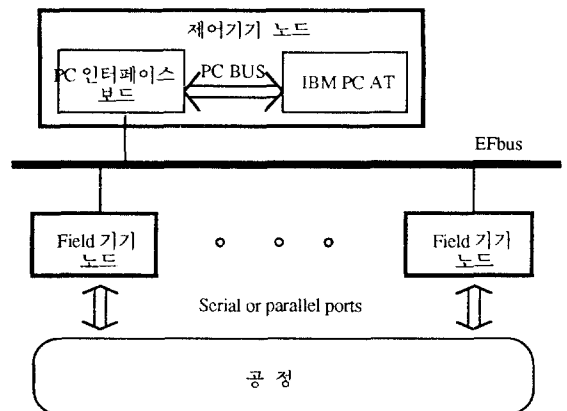 제어기기 노드
PC 인터페이스
보드
PC BUS
IBM PC AT
EFbus
Field 기기
노드
Field 기기
노드
Serial or parallel ports
공 정